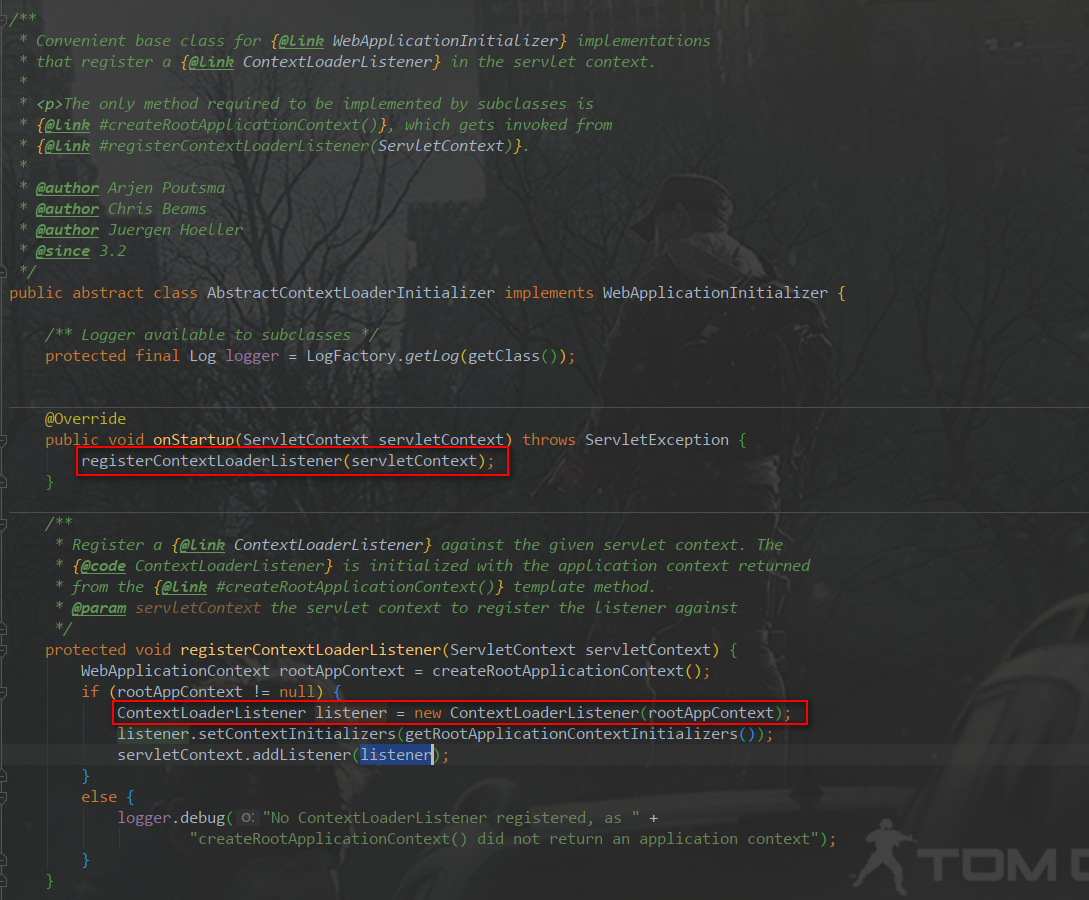 /**
 * Convenient base class for {@link WebApplicationInitializer} implementations
 * that register a {@link ContextLoaderListener} in the servlet context.
 *
 * <p>The only method required to be implemented by subclasses is
 * {@link #createRootApplicationContext()}, which gets invoked from
 * {@link #registerContextLoaderListener(ServletContext)}.
 *
 * @author Arjen Poutsma
 * @author Chris Beams
 * @author Juergen Hoeller
 * @since 3.2
 */
public abstract class AbstractContextLoaderInitializer implements WebApplicationInitializer {
    /** Logger available to subclasses */
    protected final Log logger = LogFactory.getLog(getClass());
    @Override
    public void onStartup(ServletContext servletContext) throws ServletException {
        registerContextLoaderListener(servletContext);
    }
    /**
     * Register a {@link ContextLoaderListener} against the given servlet context. The
     * {@code ContextLoaderListener} is initialized with the application context returned
     * from the {@link #createRootApplicationContext()} template method.
     * @param servletContext the servlet context to register the listener against
     */
    protected void registerContextLoaderListener(ServletContext servletContext) {
        WebApplicationContext rootAppContext = createRootApplicationContext();
        if (rootAppContext != null) {
            ContextLoaderListener listener = new ContextLoaderListener(rootAppContext);
            listener.setContextInitializers(getRootApplicationContextInitializers());
            servletContext.addListener(listener);
        }
        else {
            logger.debug( o: "No ContextLoaderListener registered, as " +
                    "createRootApplicationContext() did not return an application context");
        }
    }
TOM